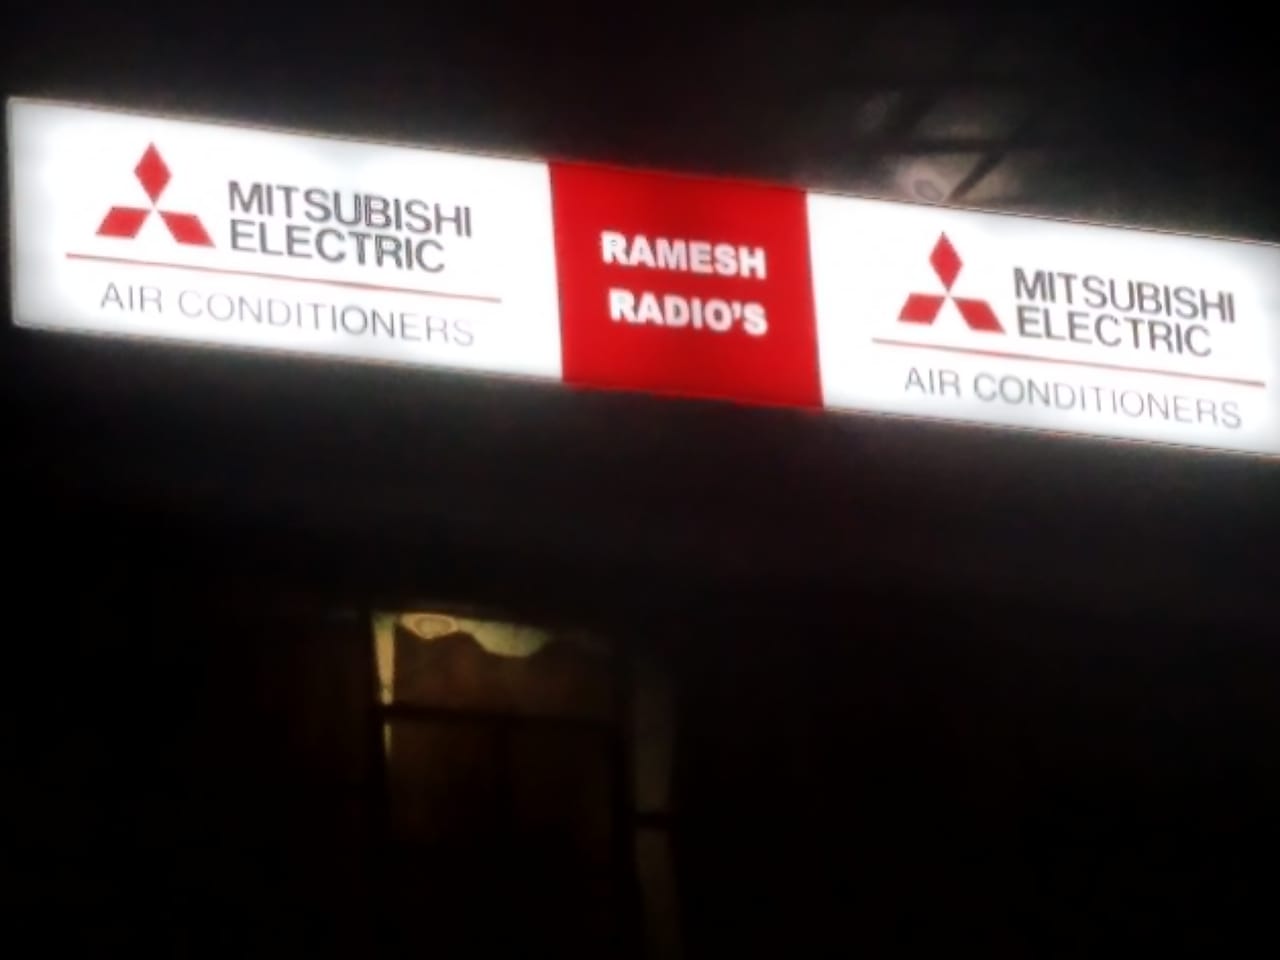 MITSUBISHI
ELECTRIC
AIR CONDITIONERS
RAMESH
RADIO'S
MITSUBISHI
ELECTRIC
AIR CONDITIONERS